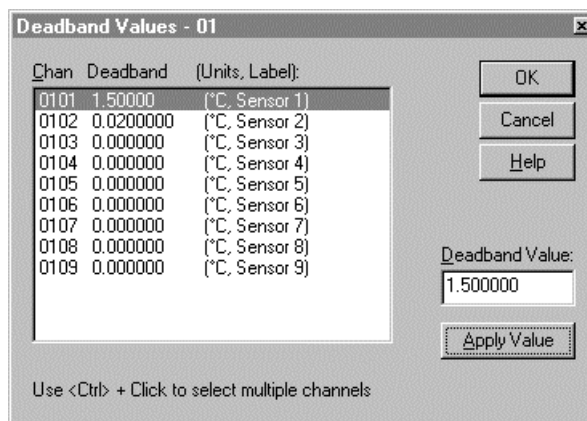 Deadband Values - 01
Chan Deadband (Units, Label):
0101 1.50000 (°C, Sensor 1)
0102 0.0200000 (°C, Sensor 2)
0103 0.000000 (°C, Sensor 3)
0104 0.000000 (°C, Sensor 4)
0105 0.000000 (°C, Sensor 5)
0106 0.000000 (°C, Sensor 6)
0107 0.000000 (°C, Sensor 7)
0108 0.000000 (°C, Sensor 8)
0109 0.000000 (°C, Sensor 9)
OK
Cancel
Help
Deadband Value:
1.500000
Apply Value
Use <Ctrl> + Click to select multiple channels